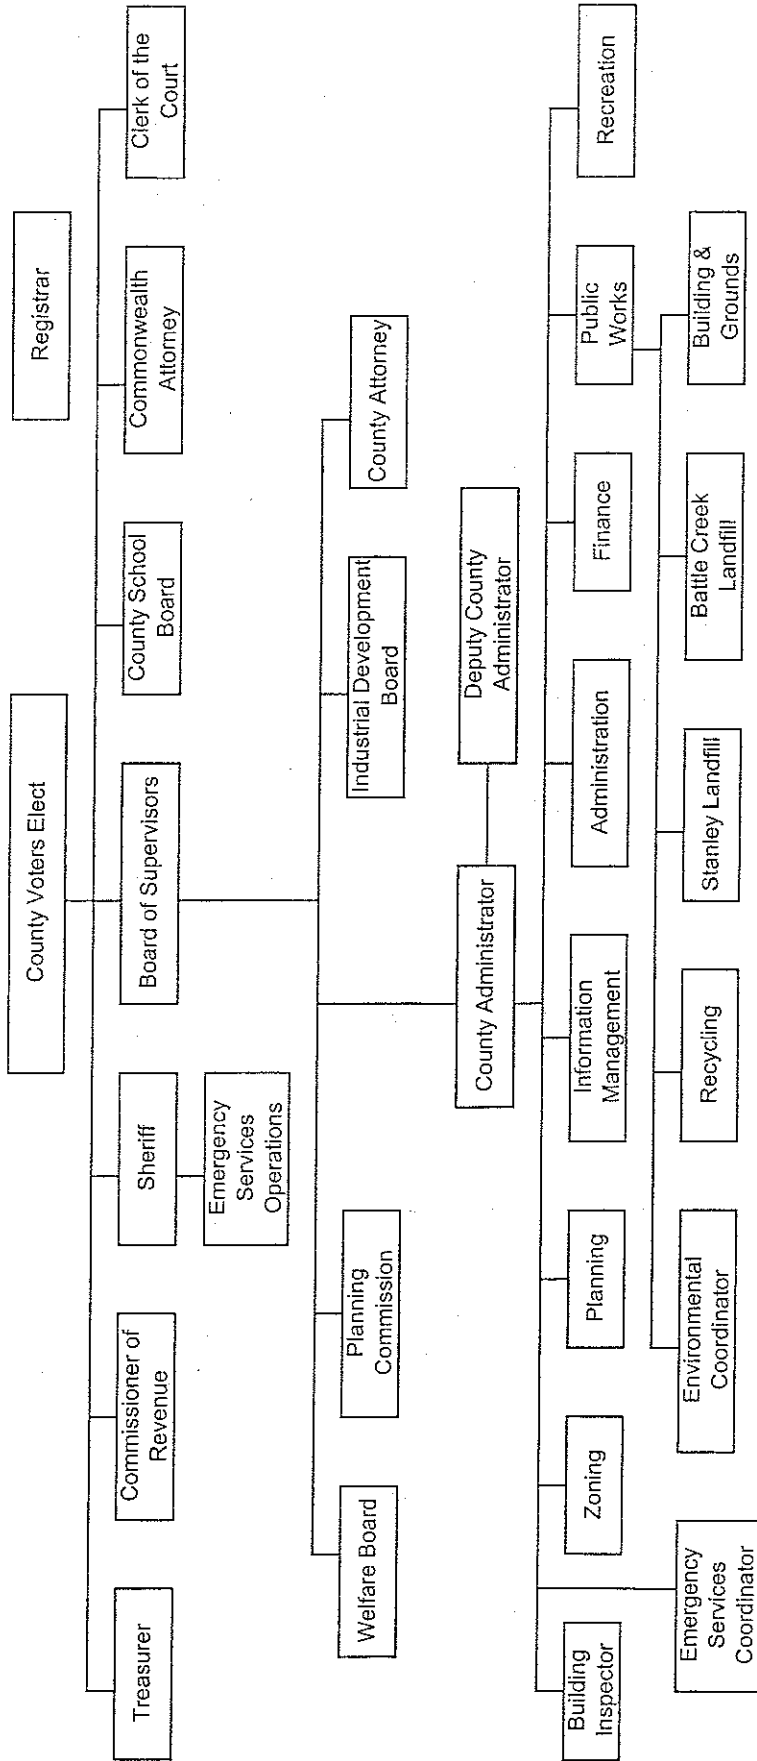 Registrar
County Voters Elect
Treasurer
Commissioner of
Revenue
Sheriff
Board of Supervisors
County School
Board
Commonwealth
Attorney
Clerk of the
Court
Emergency
Services
Operations
Welfare Board
Planning
Commission
Industrial Development
Board
County Attorney
County Administrator
Deputy County
Administrator
Building
Inspector
Zoning
Planning
Information
Management
Administration
Finance
Public
Works
Recreation
Emergency
Services
Coordinator
Environmental
Coordinator
Recycling
Stanley Landfill
Battle Creek
Landfill
Building &
Grounds